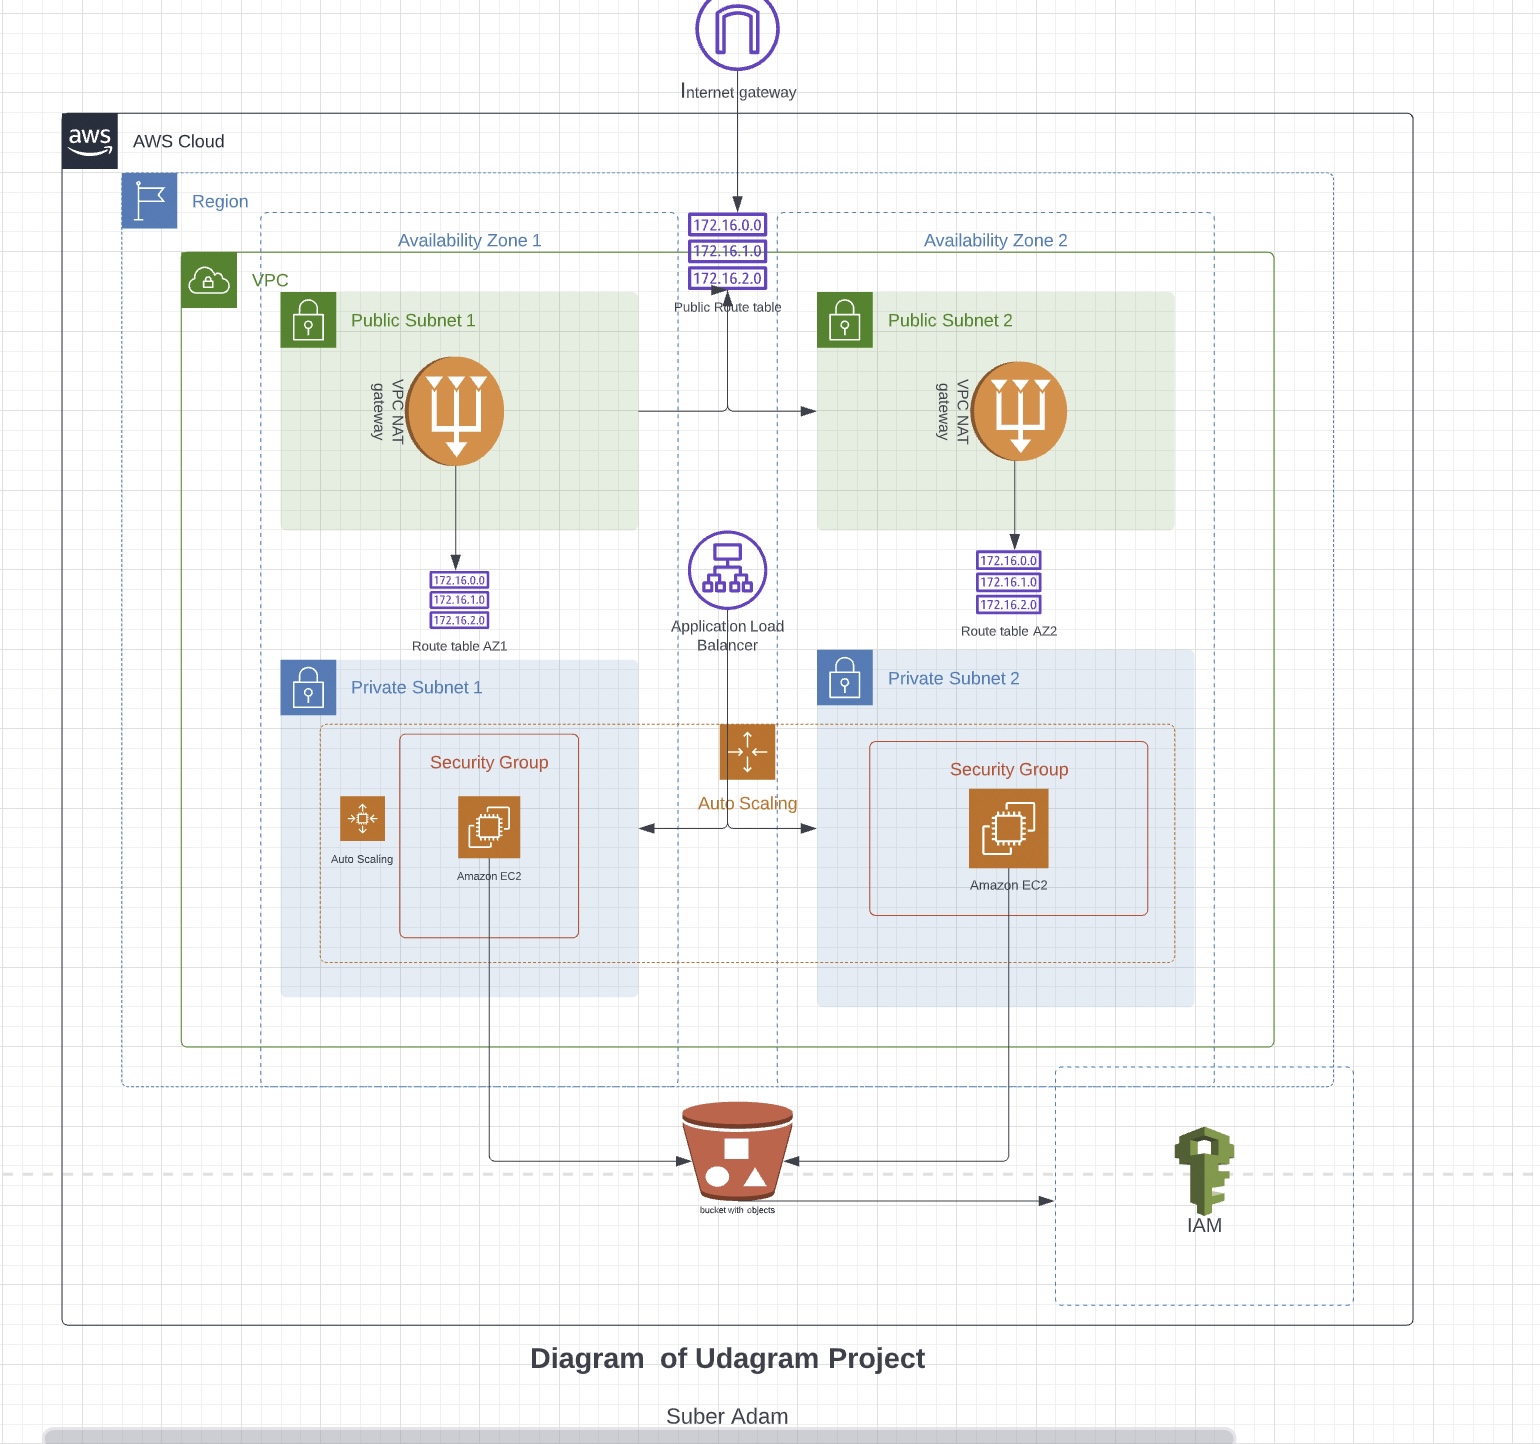 Internet gateway
aws
AWS Cloud
Region
Availability Zone 1
Availability Zone 2
172.16.0.0
172.16.1.0
172.16.2.0
Public Route table
VPC
Public Subnet 1
Public Subnet 2
VPC NAT
gateway
VPC NAT
gateway
172.16.0.0
172.16.1.0
172.16.2.0
Route table AZ1
Application Load
Balancer
172.16.0.0
172.16.1.0
172.16.2.0
Route table AZ2
Private Subnet 1
Private Subnet 2
Security Group
Security Group
Auto Scaling
Auto Scaling
Amazon EC2
Amazon EC2
bucket with objects
IAM
Diagram  of Udagram Project
Suber Adam